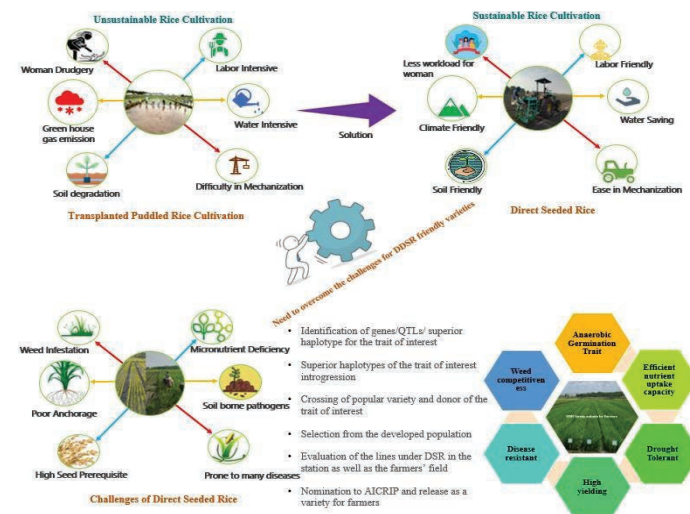 Unsustainable Rice Cultivation
Woman Drudgery
Labor Intensive
Green house
gas emission
Water Intensive
Soil degradation
Difficulty in Mechanization
Transplanted Puddled Rice Cultivation
Solution
Sustainable Rice Cultivation
Less workload for
woman
Labor Friendly
Climate Friendly
Water Saving
Soil Friendly
Ease in Mechanization
Direct Seeded Rice
Need to overcome the challenges for DDSR friendly varieties
Weed Infestation
Micronutrient Deficiency
Poor Anchorage
Soil borne pathogens
High Seed Prerequisite
Prone to many diseases
Challenges of Direct Seeded Rice
• Identification of genes/QTLs/ superior
haplotype for the trait of interest
• Superior haplotypes of the trait of interest
introgression
• Crossing of popular variety and donor of the
trait of interest
• Selection from the developed population
• Evaluation of the lines under DSR in the
station as well as the farmers' field
• Nomination to AICRIP and release as a
variety for farmers
Anaerobic
Germination
Trait
Weed
competitiven
ess
Efficient
nutrient
uptake
capacity
Disease
resistant
Drought
Tolerant
High
yielding